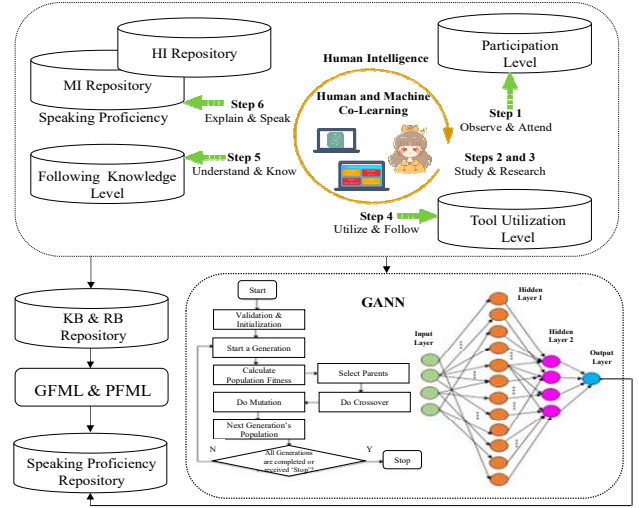 HI Repository
MI Repository
Speaking Proficiency
Step 6
Explain & Speak
Following Knowledge
Level
Step 5
Understand & Know
Human Intelligence
Human and Machine
Co-Learning
Participation
Level
Step 1
Observe & Attend
Steps 2 and 3
Study & Research
Step 4
Utilize & Follow
Tool Utilization
Level
KB & RB
Repository
GFML & PFML
Speaking Proficiency
Repository
GANN
Start
Validation &
Initialization
Start a Generation
Calculate
Population Fitness
Select Parents
Do Mutation
Do Crossover
Next Generation's
Population
N
All Generations
are completed or
received 'Stop'?
Y
Stop
Input
Layer
Hidden
Layer 1
Hidden
Layer 2
Output
Layer